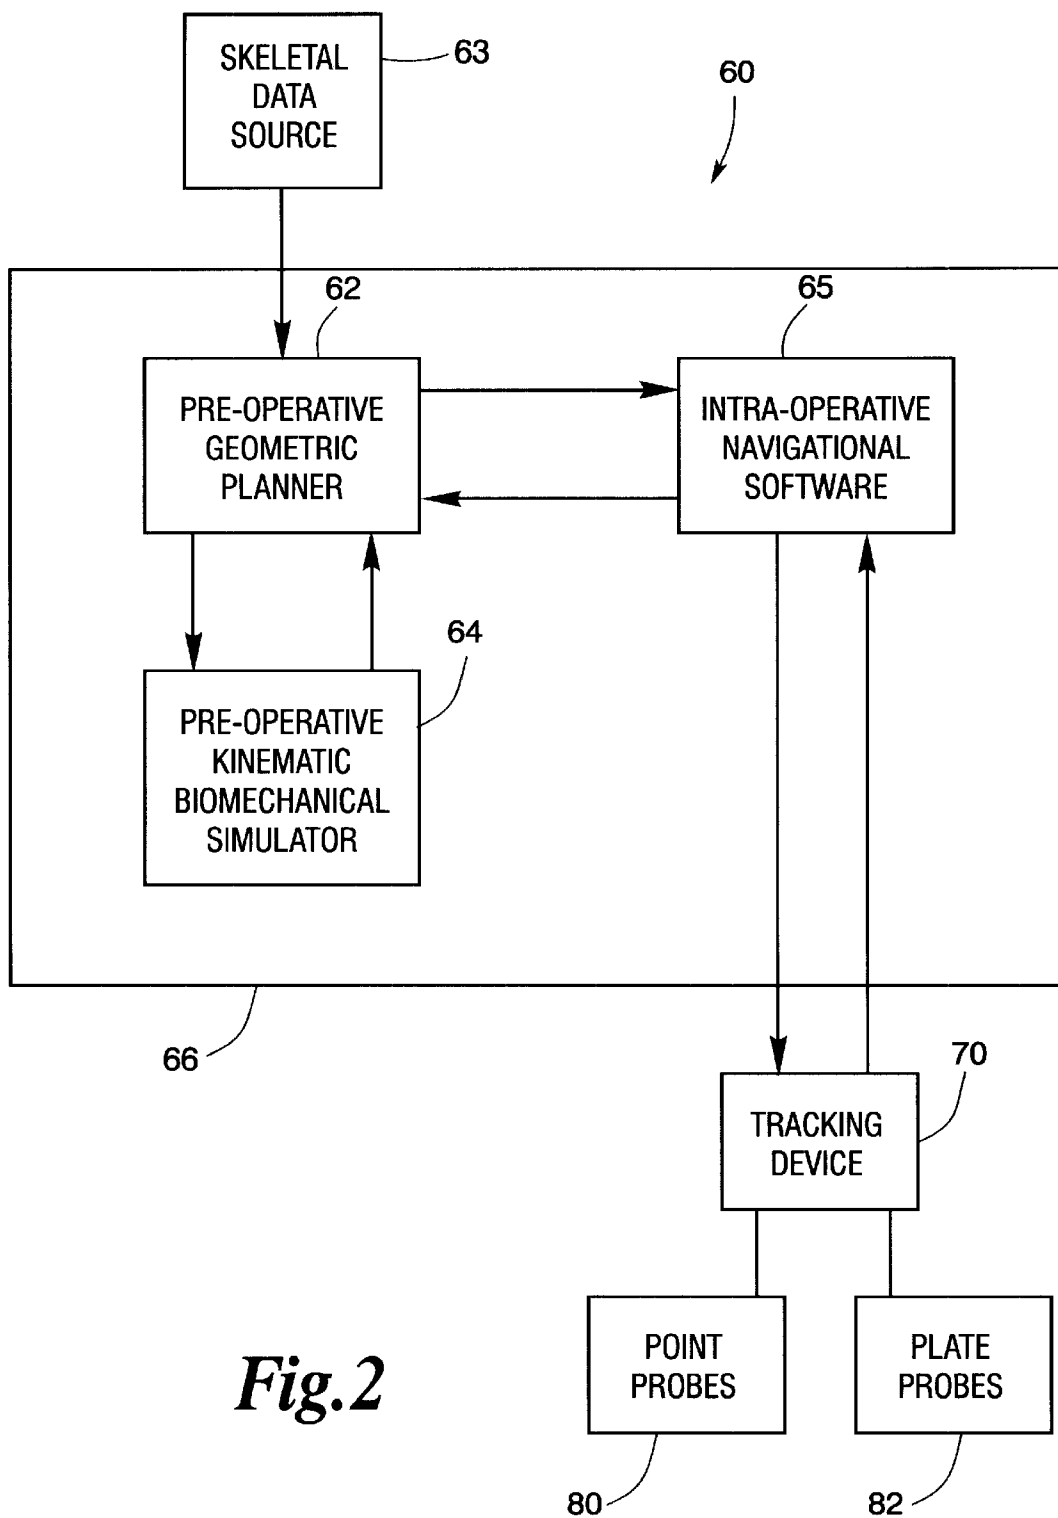 SKELETAL
DATA
SOURCE
63
60
62
65
PRE-OPERATIVE
GEOMETRIC
PLANNER
INTRA-OPERATIVE
NAVIGATIONAL
SOFTWARE
64
PRE-OPERATIVE
KINEMATIC
BIOMECHANICAL
SIMULATOR
66
70
TRACKING
DEVICE
POINT
PROBES
PLATE
PROBES
Fig.2
80
82